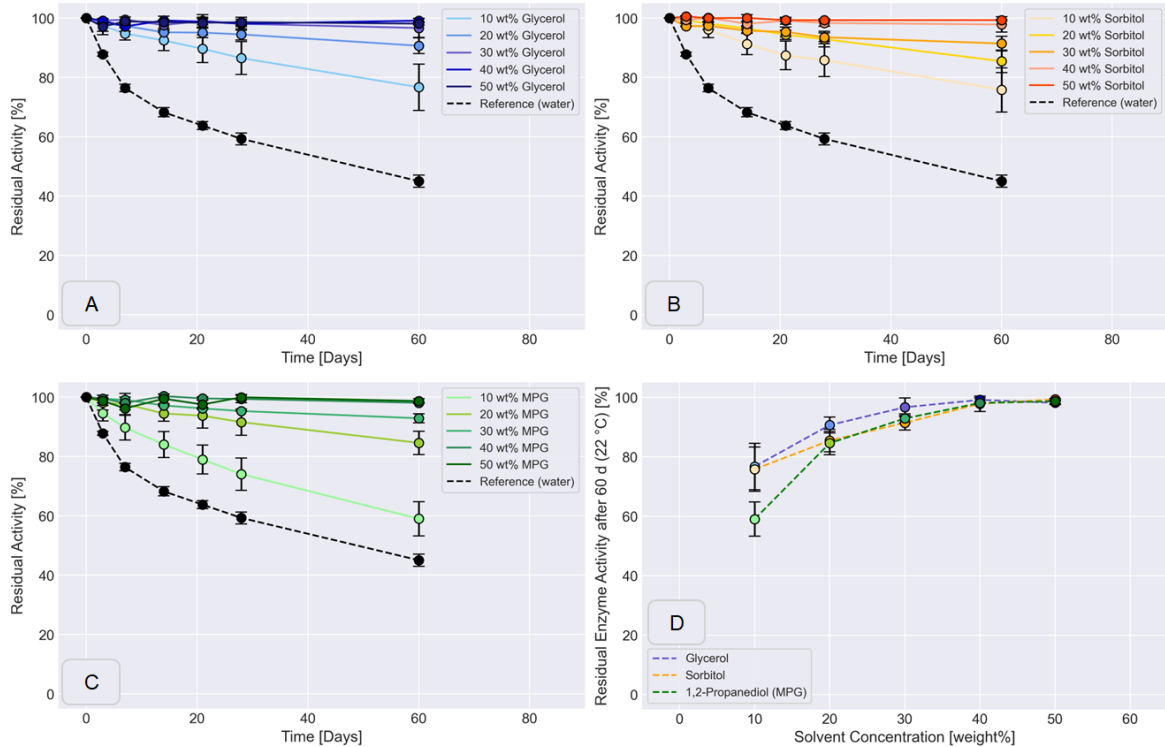 100
80
60
40
20
0
Residual Activity [%]
10 wt% Glycerol
20 wt% Glycerol
30 wt% Glycerol
40 wt% Glycerol
50 wt% Glycerol
Reference (water)
A
0
20
40
60
80
Time [Days]
100
80
60
40
20
0
Residual Activity [%]
10 wt% Sorbitol
20 wt% Sorbitol
30 wt% Sorbitol
40 wt% Sorbitol
50 wt% Sorbitol
Reference (water)
B
0
20
40
60
80
Time [Days]
100
80
60
40
20
0
Residual Activity [%]
10 wt% MPG
20 wt% MPG
30 wt% MPG
40 wt% MPG
50 wt% MPG
Reference (water)
C
0
20
40
60
80
Time [Days]
100
80
60
40
20
0
Residual Enzyme Activity after 60 d (22 °C) [%]
D
Glycerol
Sorbitol
1,2-Propanediol (MPG)
0
10
20
30
40
50
60
Solvent Concentration [weight%]